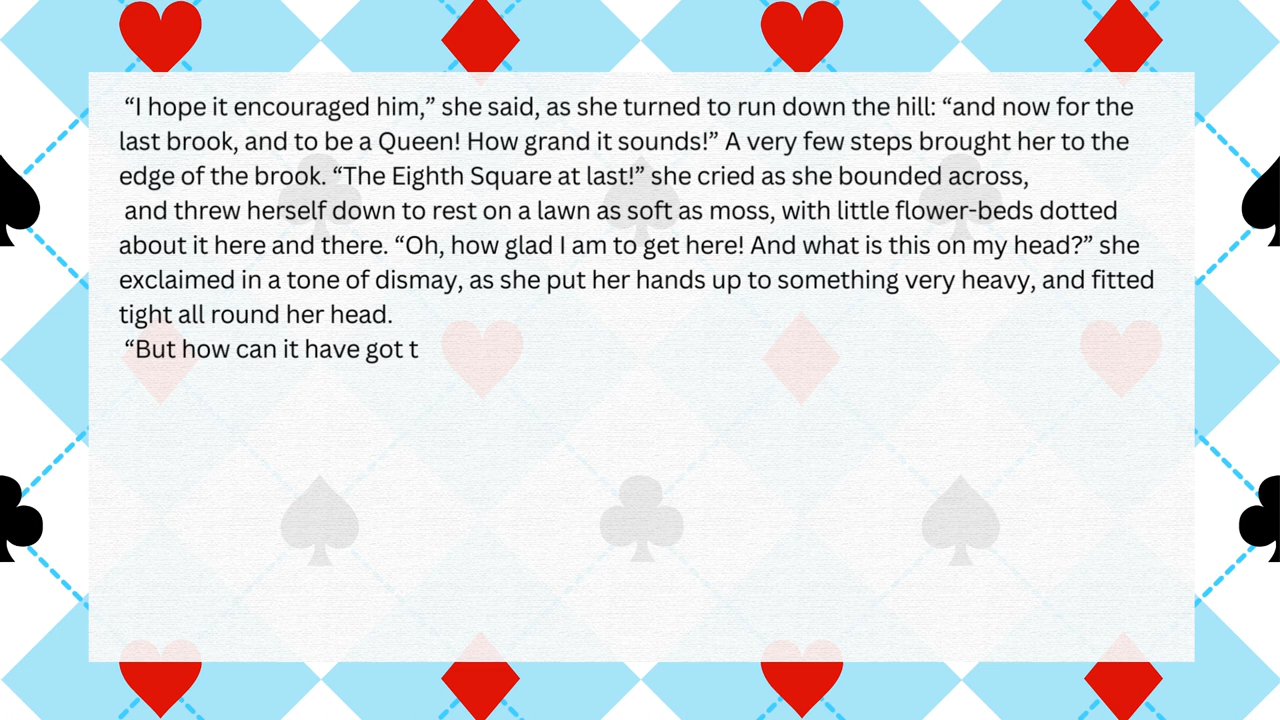 “I hope it encouraged him,” she said, as she turned to run down the hill: “and now for the
last brook, and to be a Queen! How grand it sounds!” A very few steps brought her to the
edge of the brook. “The Eighth Square at last!” she cried as she bounded across,
and threw herself down to rest on a lawn as soft as moss, with little flower-beds dotted
about it here and there. “Oh, how glad I am to get here! And what is this on my head?” she
exclaimed in a tone of dismay, as she put her hands up to something very heavy, and fitted
tight all round her head.
“But how can it have got t